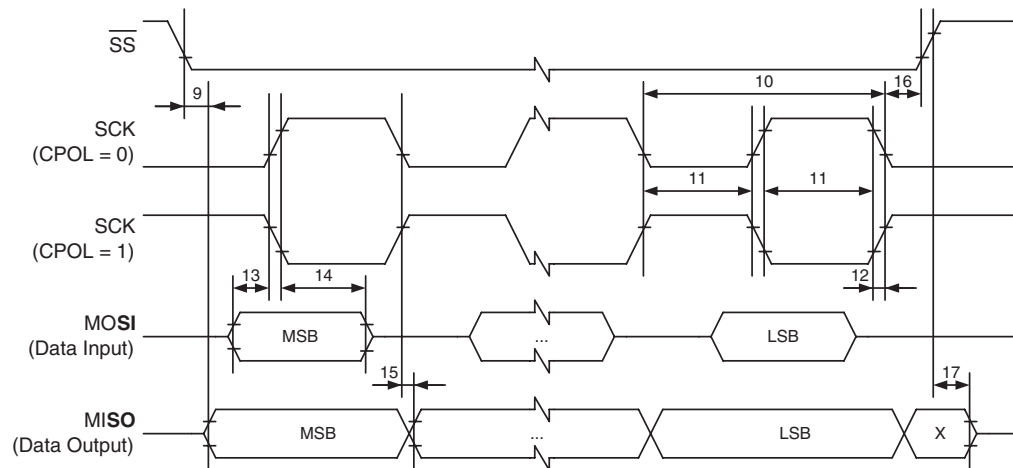 SS
10
16
9
SCK
(CPOL = 0)
11
11
SCK
(CPOL = 1)
13
14
12
MOSI
(Data Input)
MSB
...
LSB
15
17
MISO
(Data Output)
MSB
...
LSB
X